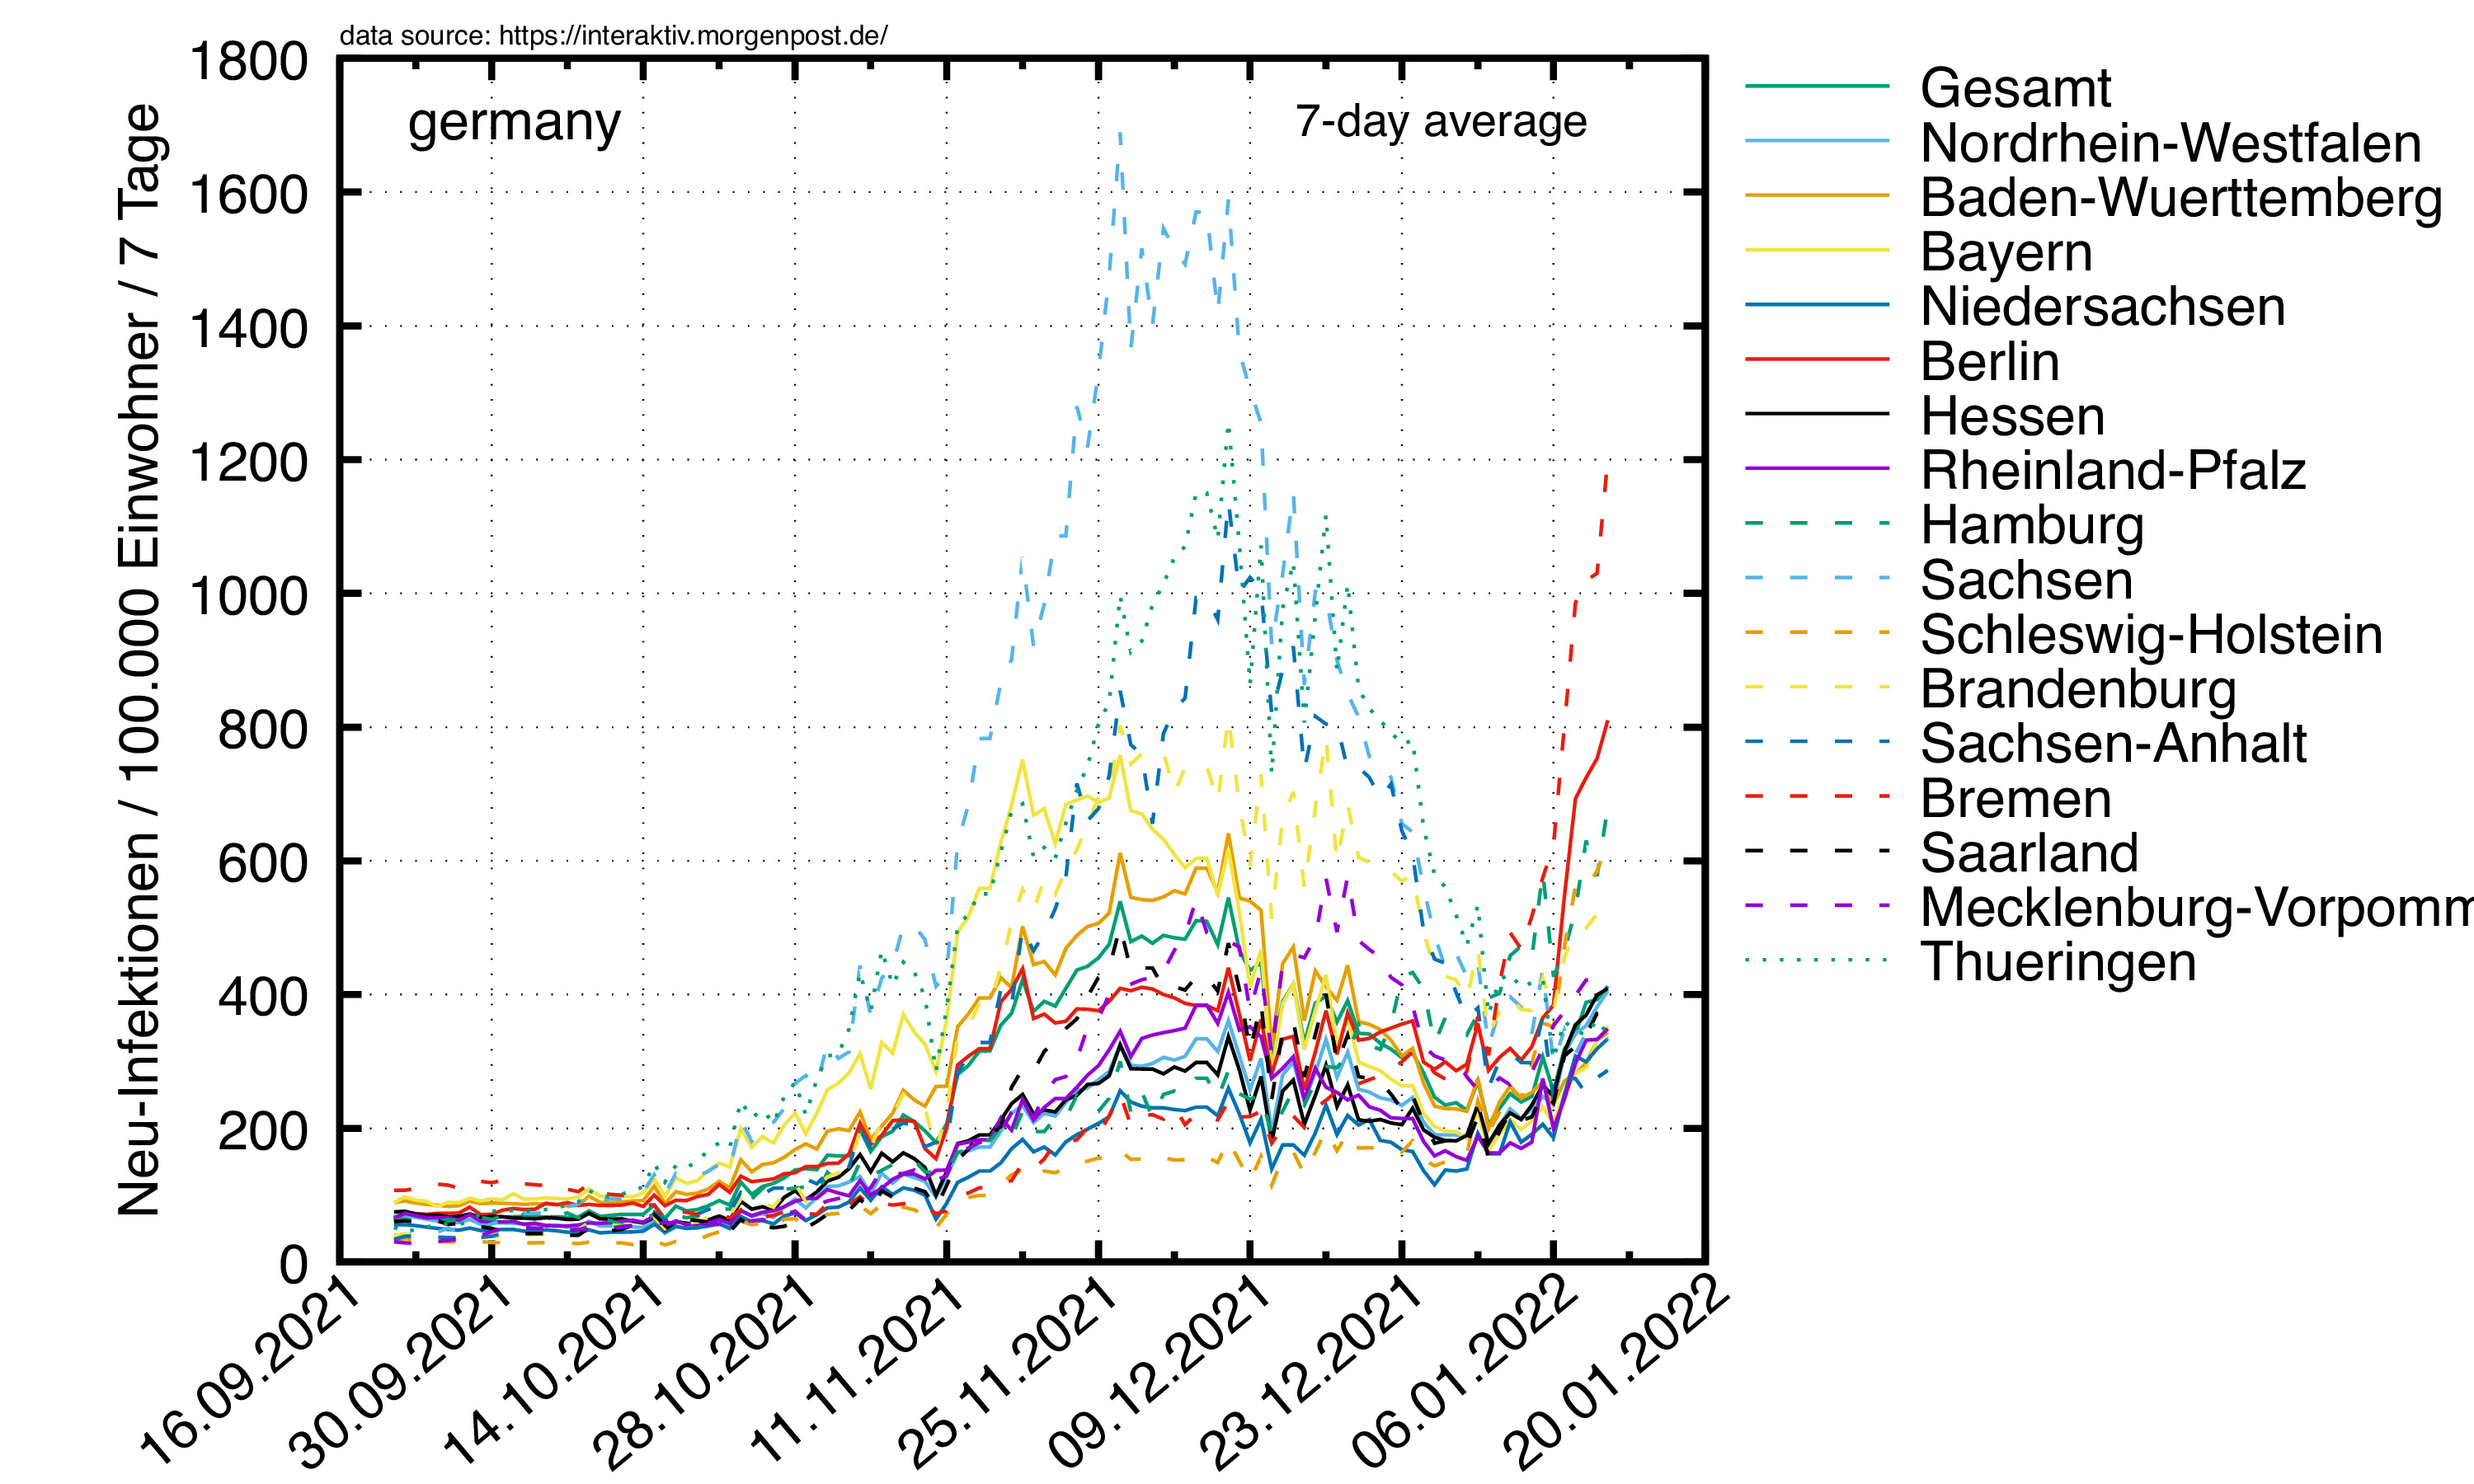 data source: https://interaktiv.morgenpost.de/
germany
7-day average
Neu-Infektionen / 100.000 Einwohner / 7 Tage
1800
1600
1400
1200
1000
800
600
400
200
0
16.09.2021
30.09.2021
14.10.2021
28.10.2021
11.11.2021
25.11.2021
09.12.2021
23.12.2021
06.01.2022
20.01.2022
Gesamt
Nordrhein-Westfalen
Baden-Wuerttemberg
Bayern
Niedersachsen
Berlin
Hessen
Rheinland-Pfalz
Hamburg
Sachsen
Schleswig-Holstein
Brandenburg
Sachsen-Anhalt
Bremen
Saarland
Mecklenburg-Vorpomm
Thueringen